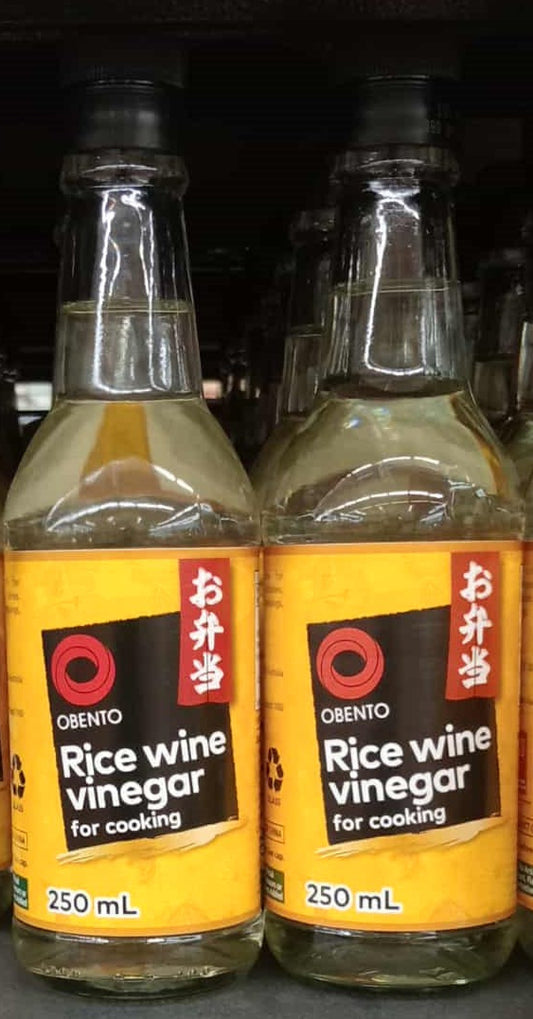 お弁当
OBENTO
Rice wine
vinegar
for cooking
250 mL
お弁当
OBENTO
Rice wine
vinegar
for cooking
250 mL